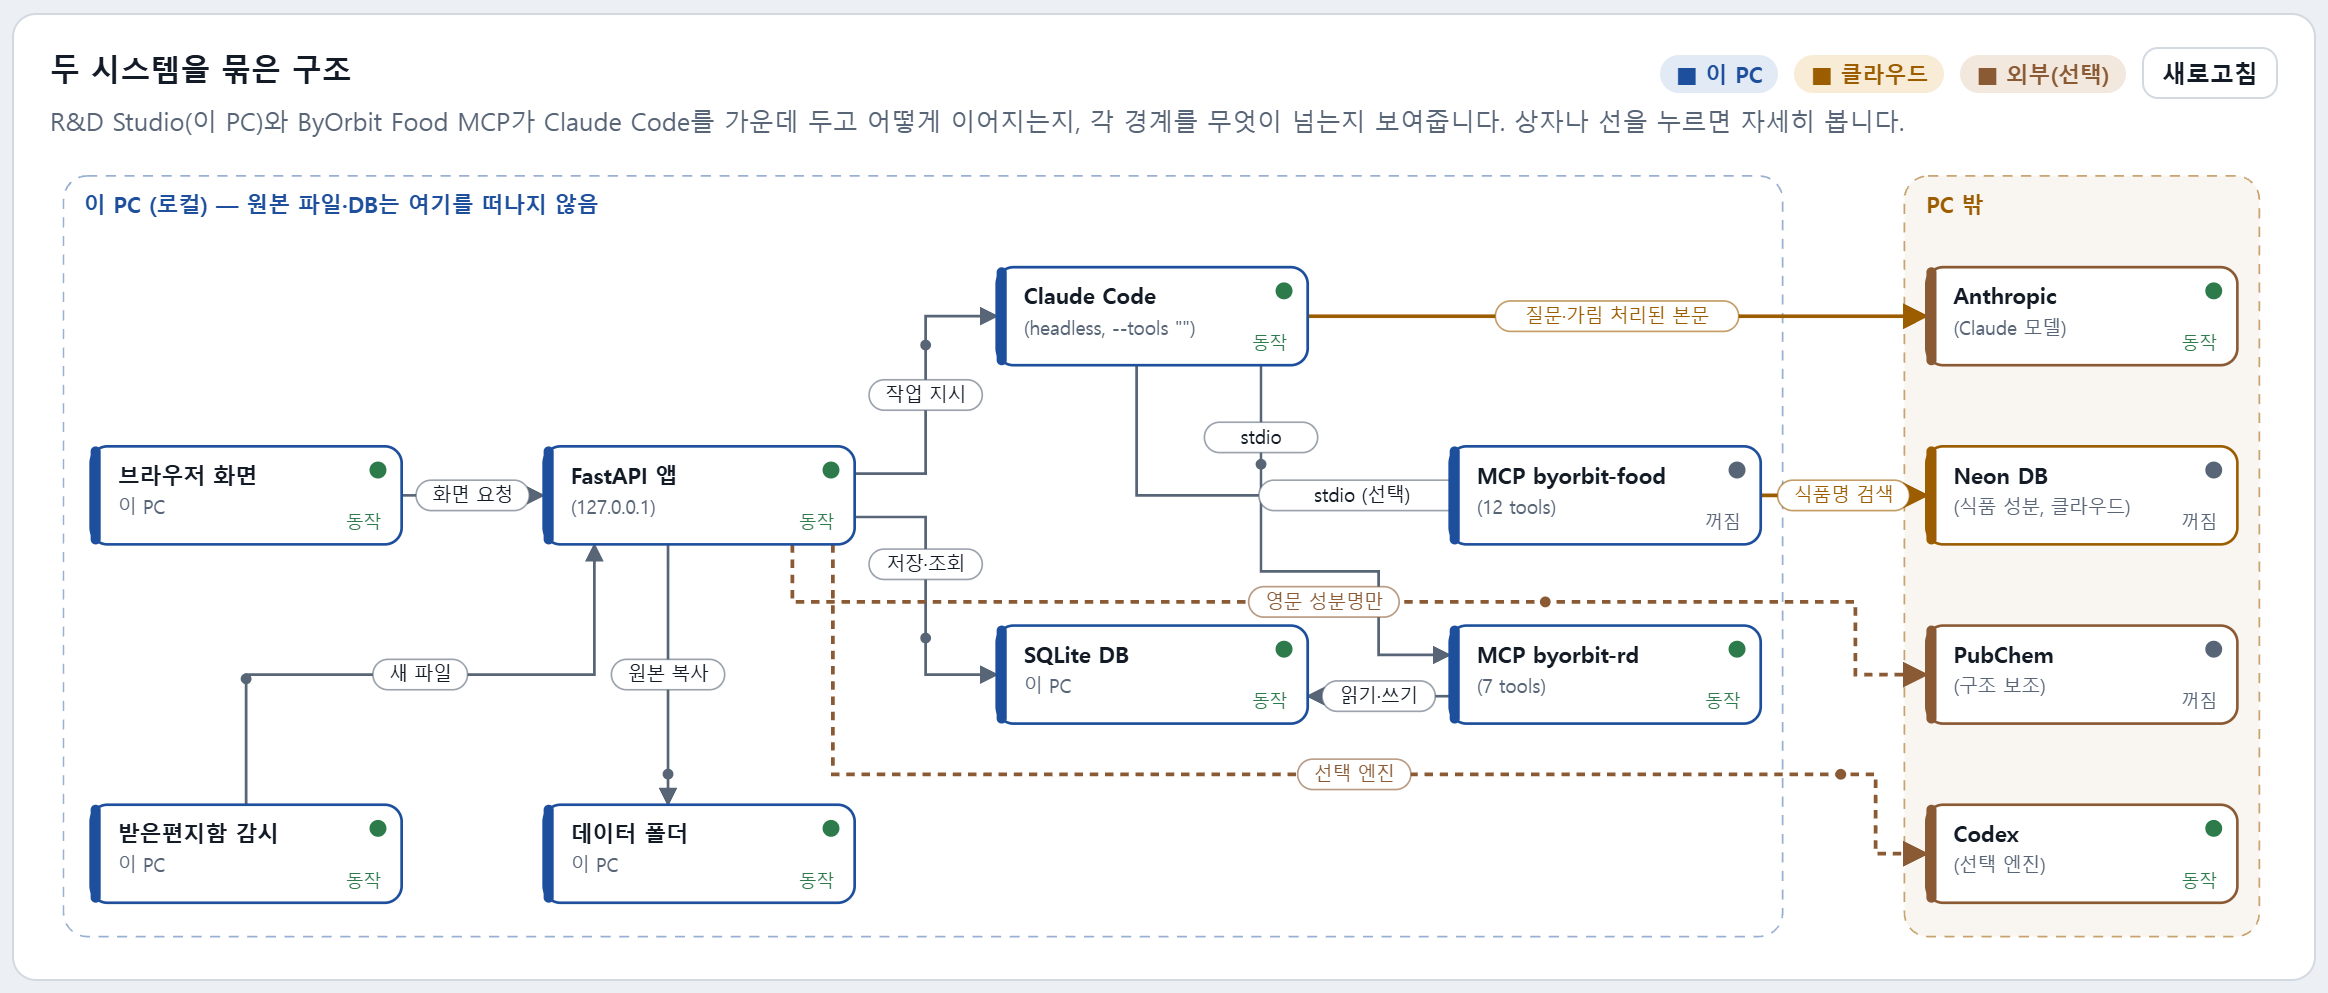 두 시스템을 묶은 구조
■ 이 PC
■ 클라우드
■ 외부(선택)
새로고침
R&D Studio(이 PC)와 ByOrbit Food MCP가 Claude Code를 가운데 두고 어떻게 이어지는지, 각 경계를 무엇이 넘는지 보여줍니다. 상자나 선을 누르면 자세히 봅니다.
이 PC (로컬) — 원본 파일·DB는 여기를 떠나지 않음
PC 밖
Claude Code
(headless, --tools "")
동작
질문·가림 처리된 본문
Anthropic
(Claude 모델)
동작
작업 지시
stdio
브라우저 화면
이 PC
동작
화면 요청
FastAPI 앱
(127.0.0.1)
동작
stdio (선택)
MCP byorbit-food
(12 tools)
꺼짐
식품명 검색
Neon DB
(식품 성분, 클라우드)
꺼짐
저장·조회
영문 성분명만
새 파일
원본 복사
SQLite DB
이 PC
동작
읽기·쓰기
MCP byorbit-rd
(7 tools)
동작
PubChem
(구조 보조)
꺼짐
선택 엔진
받은편지함 감시
이 PC
동작
데이터 폴더
이 PC
동작
Codex
(선택 엔진)
동작